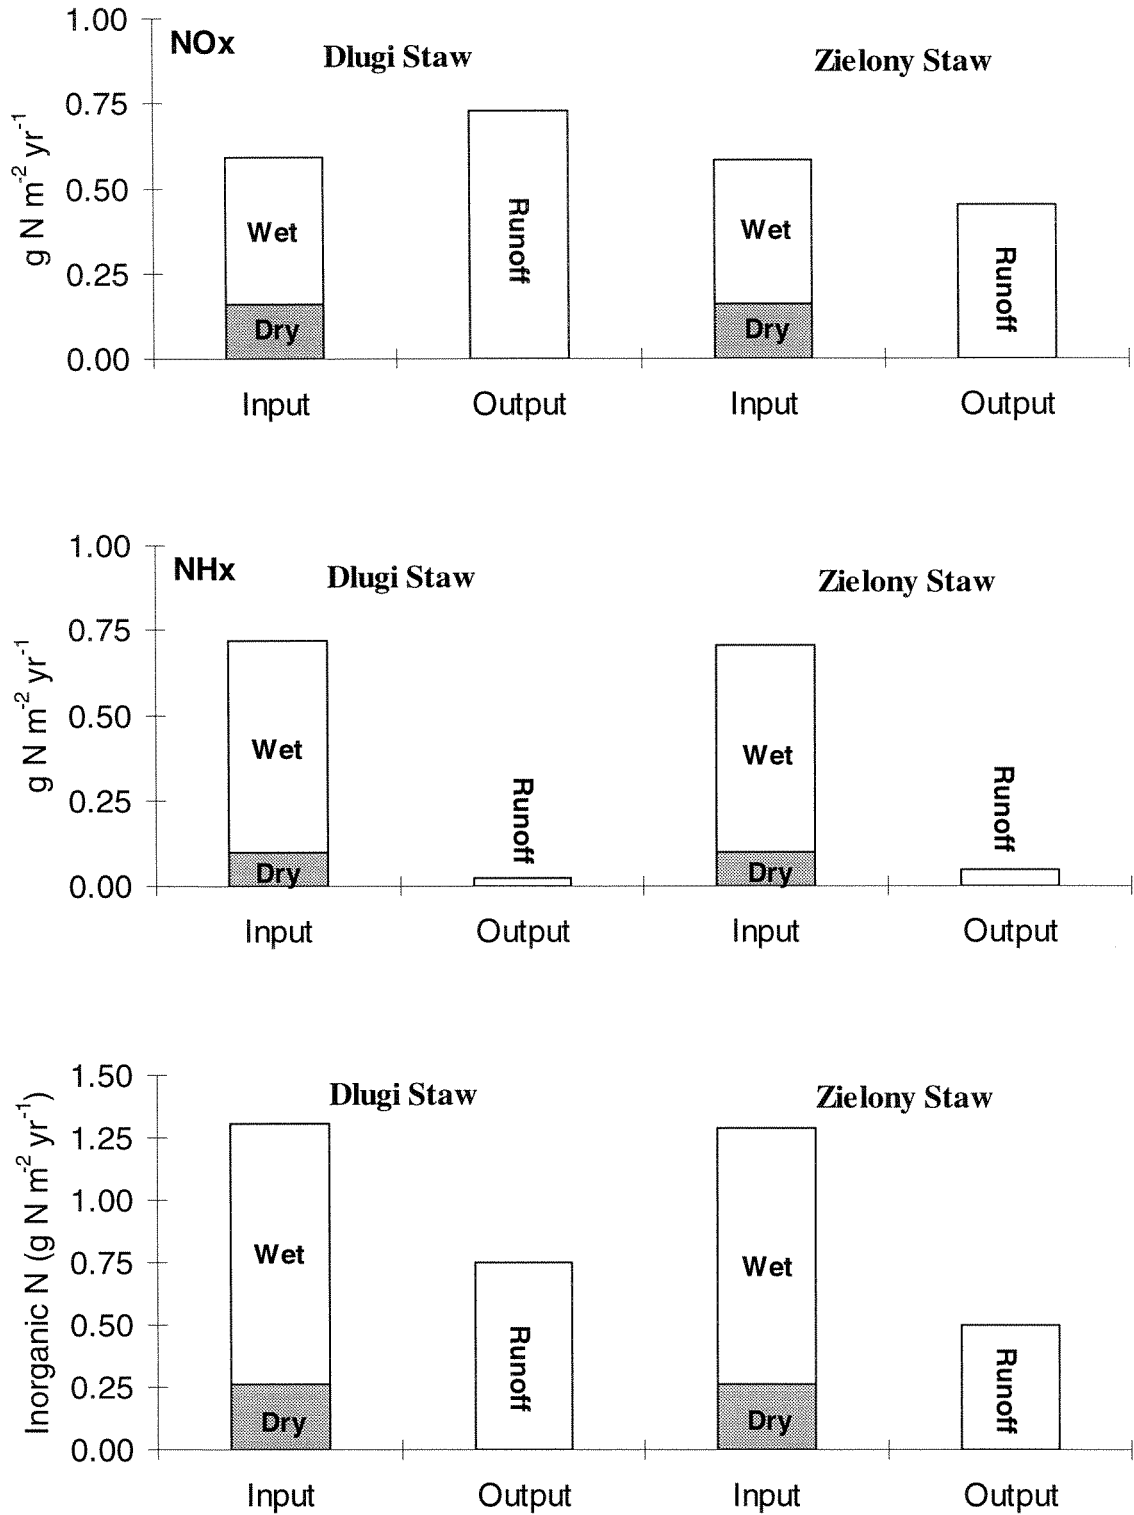 1.00
NOx
Dlugi Staw
Zielony Staw
0.75
0.50
0.25
0.00
g N m-2 yr-1
Wet
Dry
Runoff
Wet
Dry
Runoff
Input
Output
Input
Output
1.00
NHx
Dlugi Staw
Zielony Staw
0.75
0.50
0.25
0.00
g N m-2 yr-1
Wet
Dry
Runoff
Wet
Dry
Runoff
Input
Output
Input
Output
1.50
Dlugi Staw
Zielony Staw
1.25
1.00
0.75
0.50
0.25
0.00
Inorganic N (g N m-2 yr-1)
Wet
Dry
Runoff
Wet
Dry
Runoff
Input
Output
Input
Output